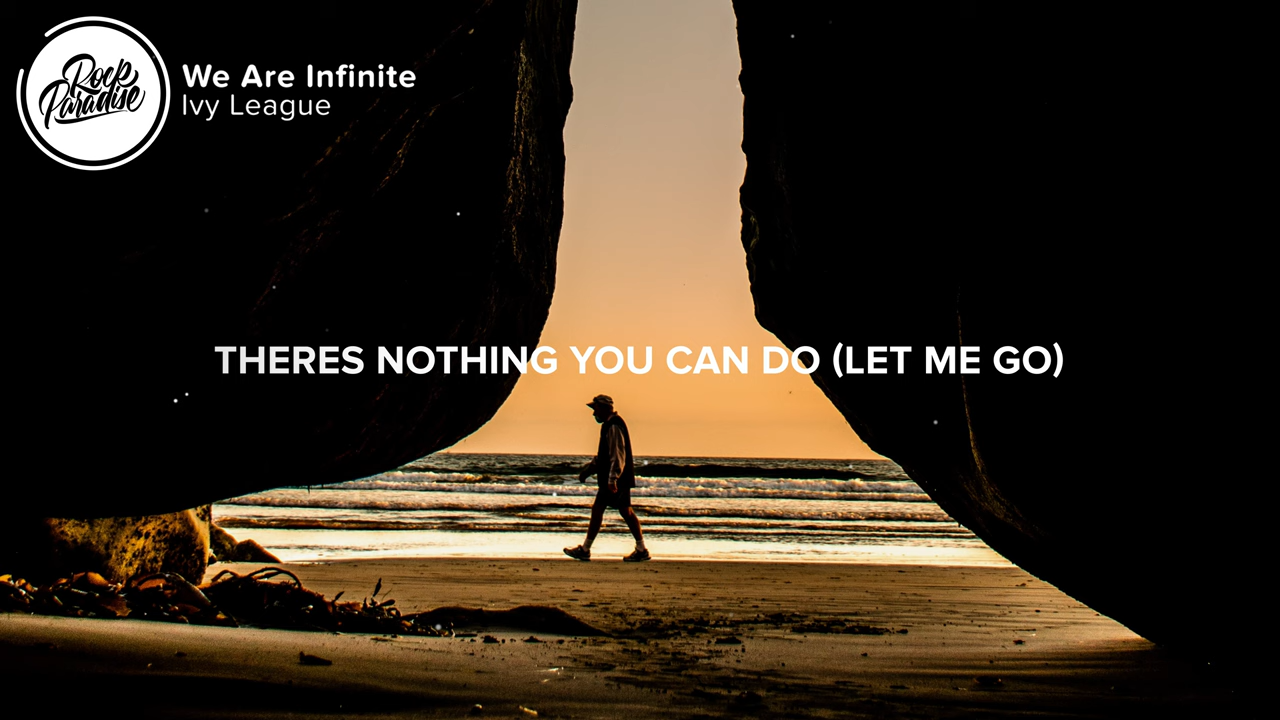 Rock
Paradise
We Are Infinite
Ivy League
THERES NOTHING YOU CAN DO (LET ME GO)